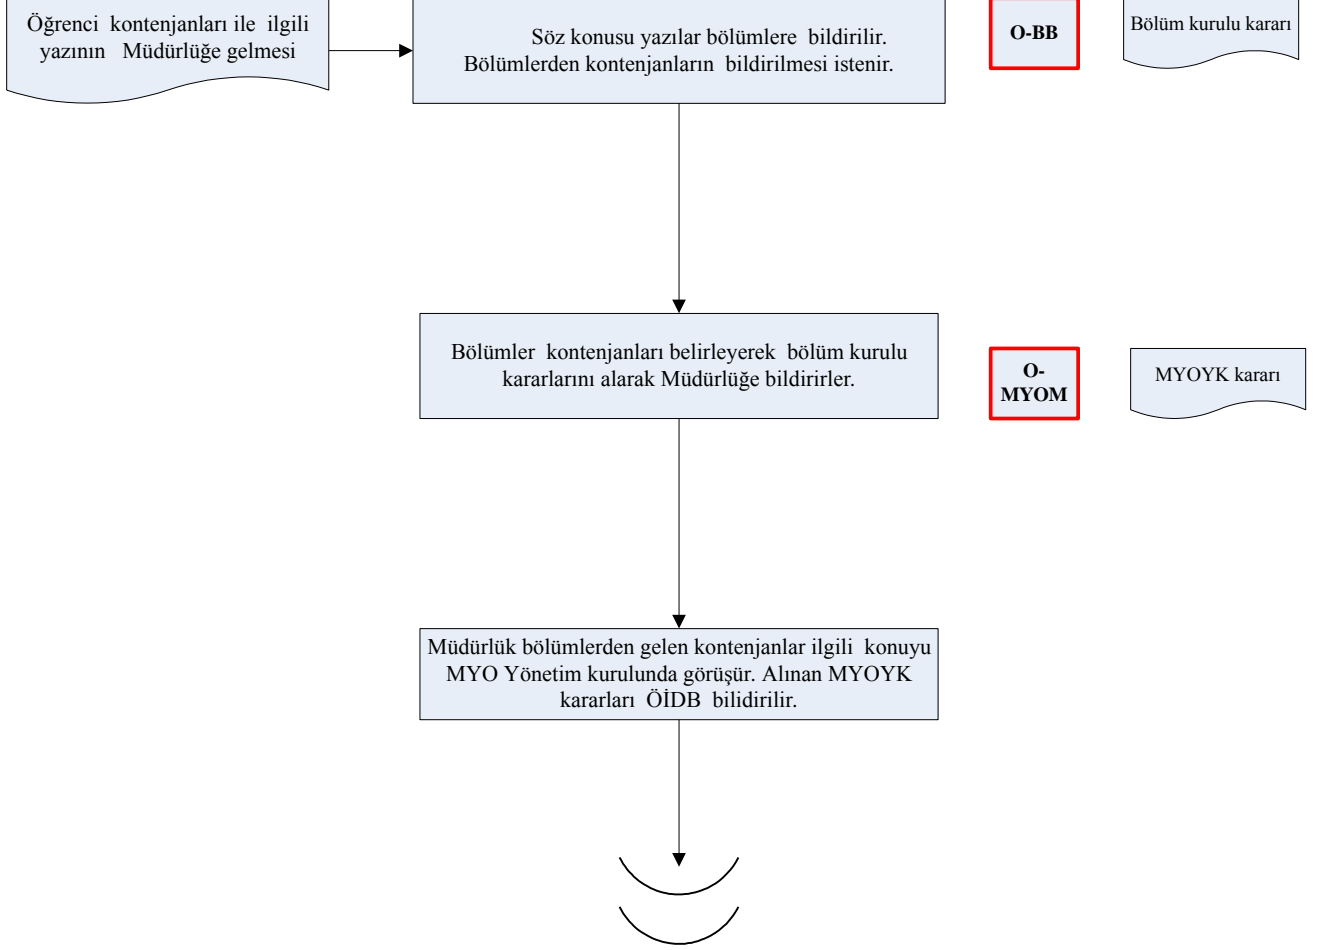 Öğrenci kontenjanları ile ilgili
yazının Müdürlüğe gelmesi
Söz konusu yazılar bölümlere bildirilir.
Bölümlerden kontenjanların bildirilmesi istenir.
O-BB
Bölüm kurulu kararı
Bölümler kontenjanları belirleyerek bölüm kurulu
kararlarını alarak Müdürlüğe bildirirler.
O-
MYOM
MYOYK kararı
Müdürlük bölümlerden gelen kontenjanlar ilgili konuyu
MYO Yönetim kurulunda görüşür. Alınan MYOYK
kararları ÖİDB bilidirilir.